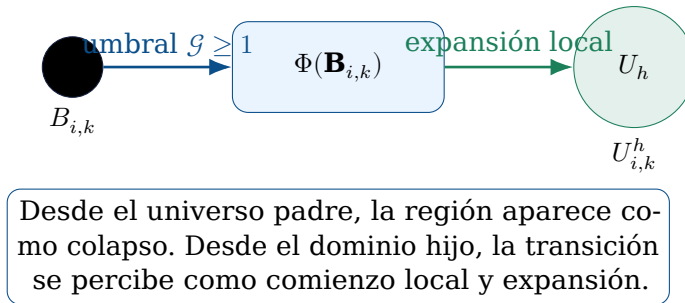 umbral 𝒢 ≥ 1
Φ(𝐁_{i,k})
expansión local
U_h
B_{i,k}
U^h_{i,k}
Desde el universo padre, la región aparece co-
mo colapso. Desde el dominio hijo, la transición
se percibe como comienzo local y expansión.